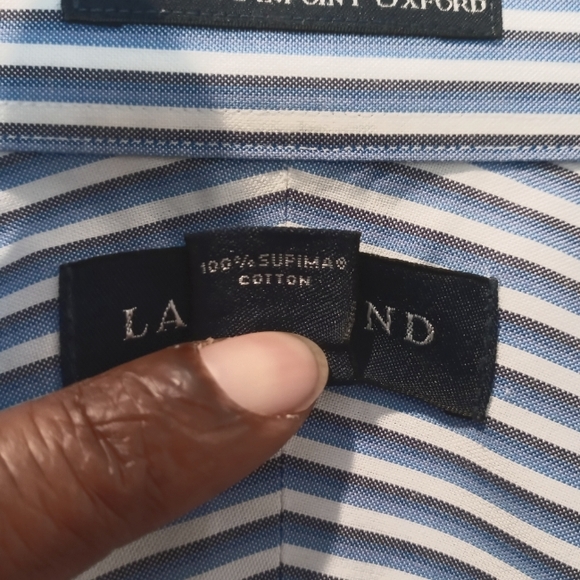 OXFORD
100% SUPIMA®
COTTON
LA ND